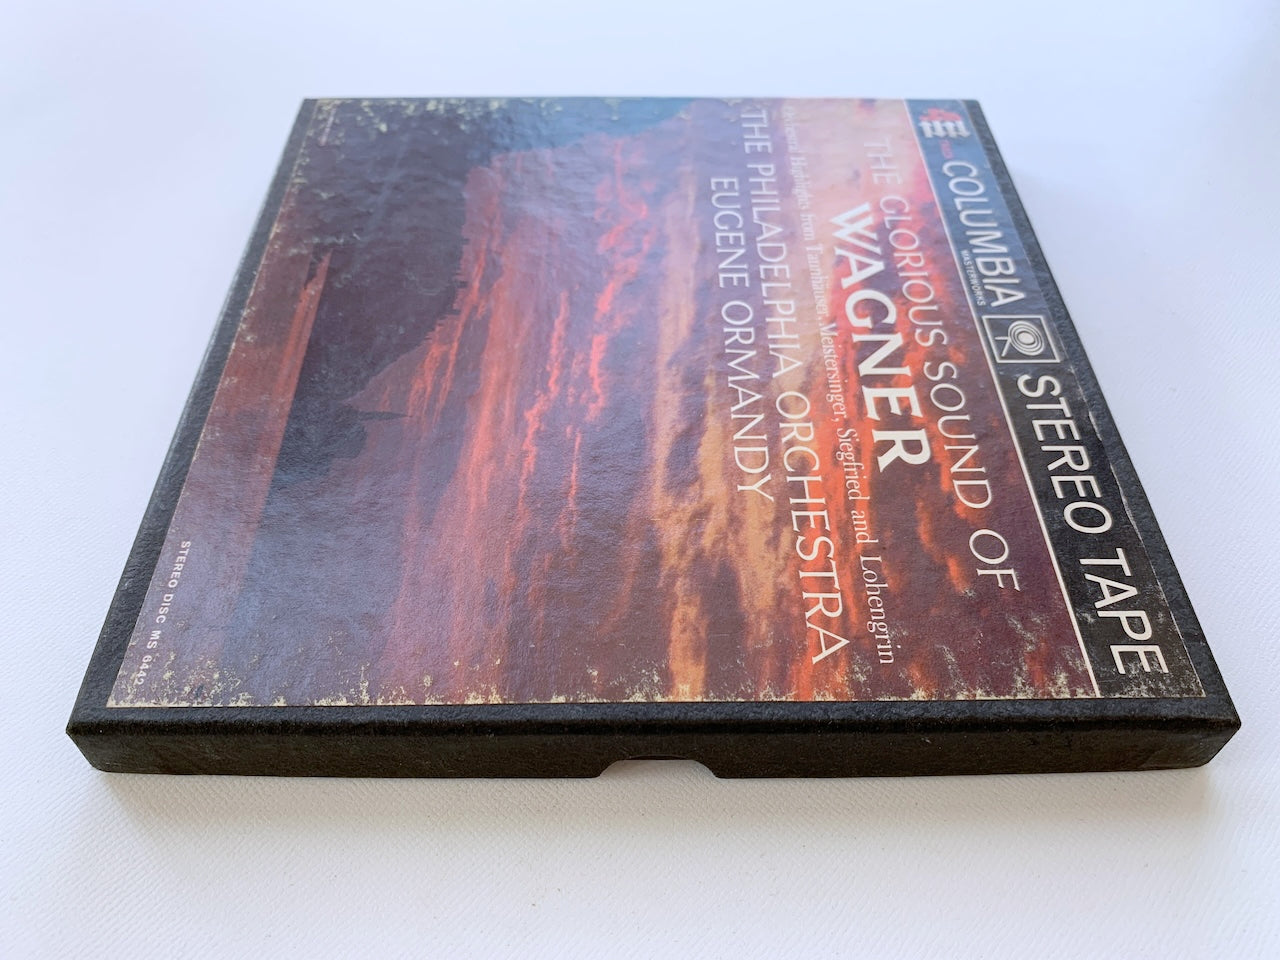 COLUMBIA STEREO TAPE
MASTERWORKS
THE GLORIOUS SOUND OF
WAGNER
Orchestral Highlights from Tannhäuser, Meistersinger, Siegfried and Lohengrin
THE PHILADELPHIA ORCHESTRA
EUGENE ORMANDY
STEREO DISC MS 6442